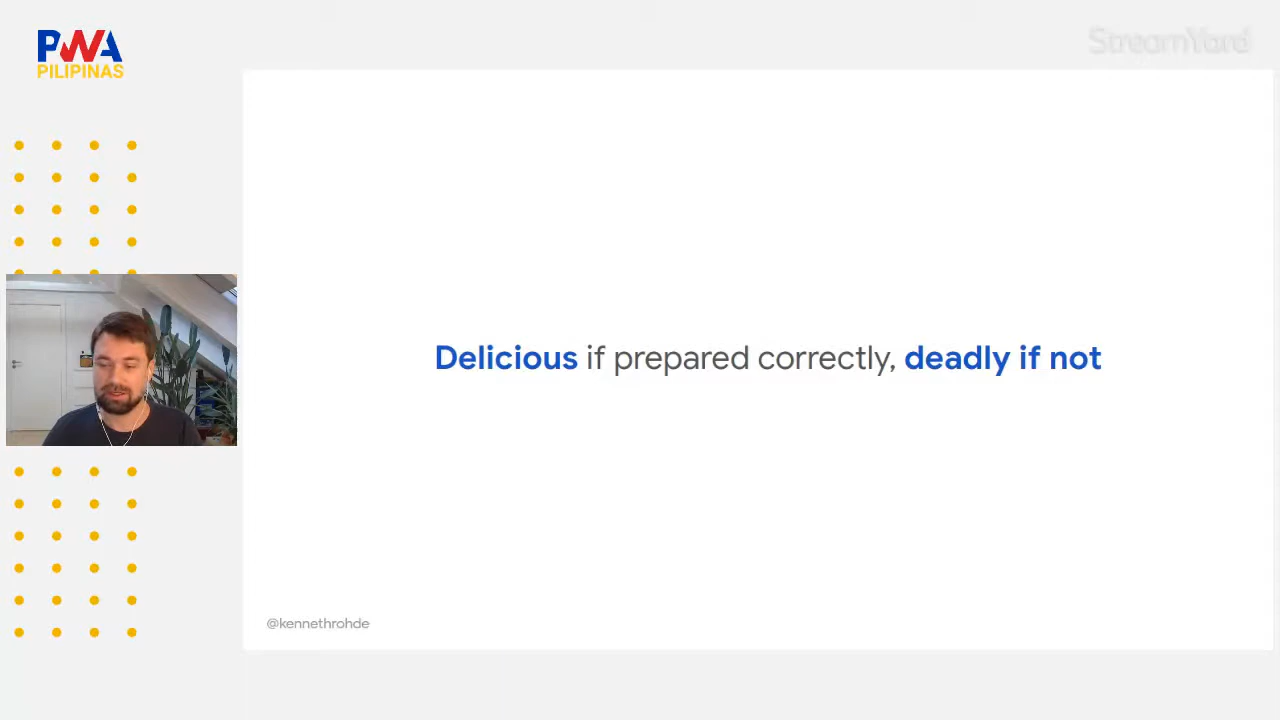 PWA
PILIPINAS
StreamYard
Delicious if prepared correctly, deadly if not
@kennethrohde